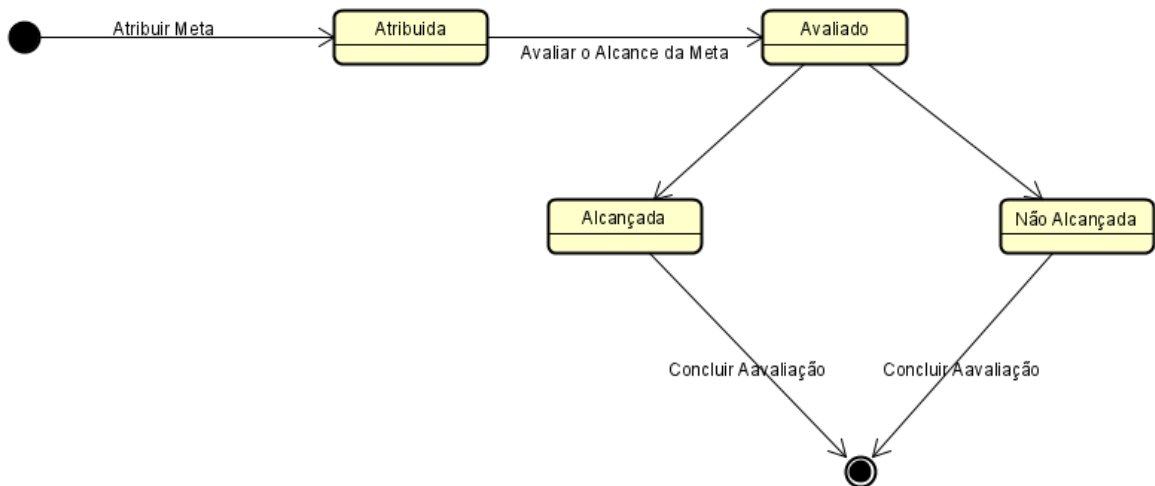 Atribuir Meta
Atribuida
Avaliar o Alcance da Meta
Avaliado
Alcançada
Não Alcançada
Concluir Aavaliação
Concluir Aavaliação